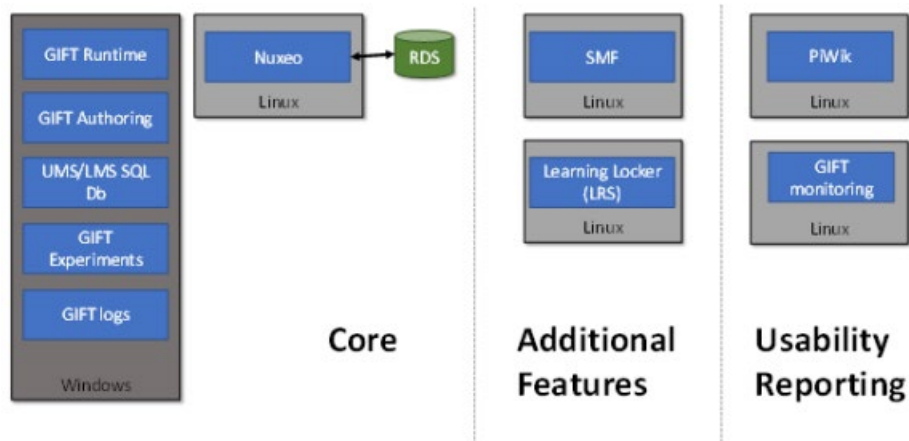 GIFT Runtime
GIFT Authoring
UMS/LMS SQL
Db
GIFT
Experiments
GIFT logs
Windows
Nuxeo
Linux
RDS
Core
SMF
Linux
Learning Locker
(LRS)
Linux
Additional
Features
PiWik
Linux
GIFT
monitoring
Linux
Usability
Reporting